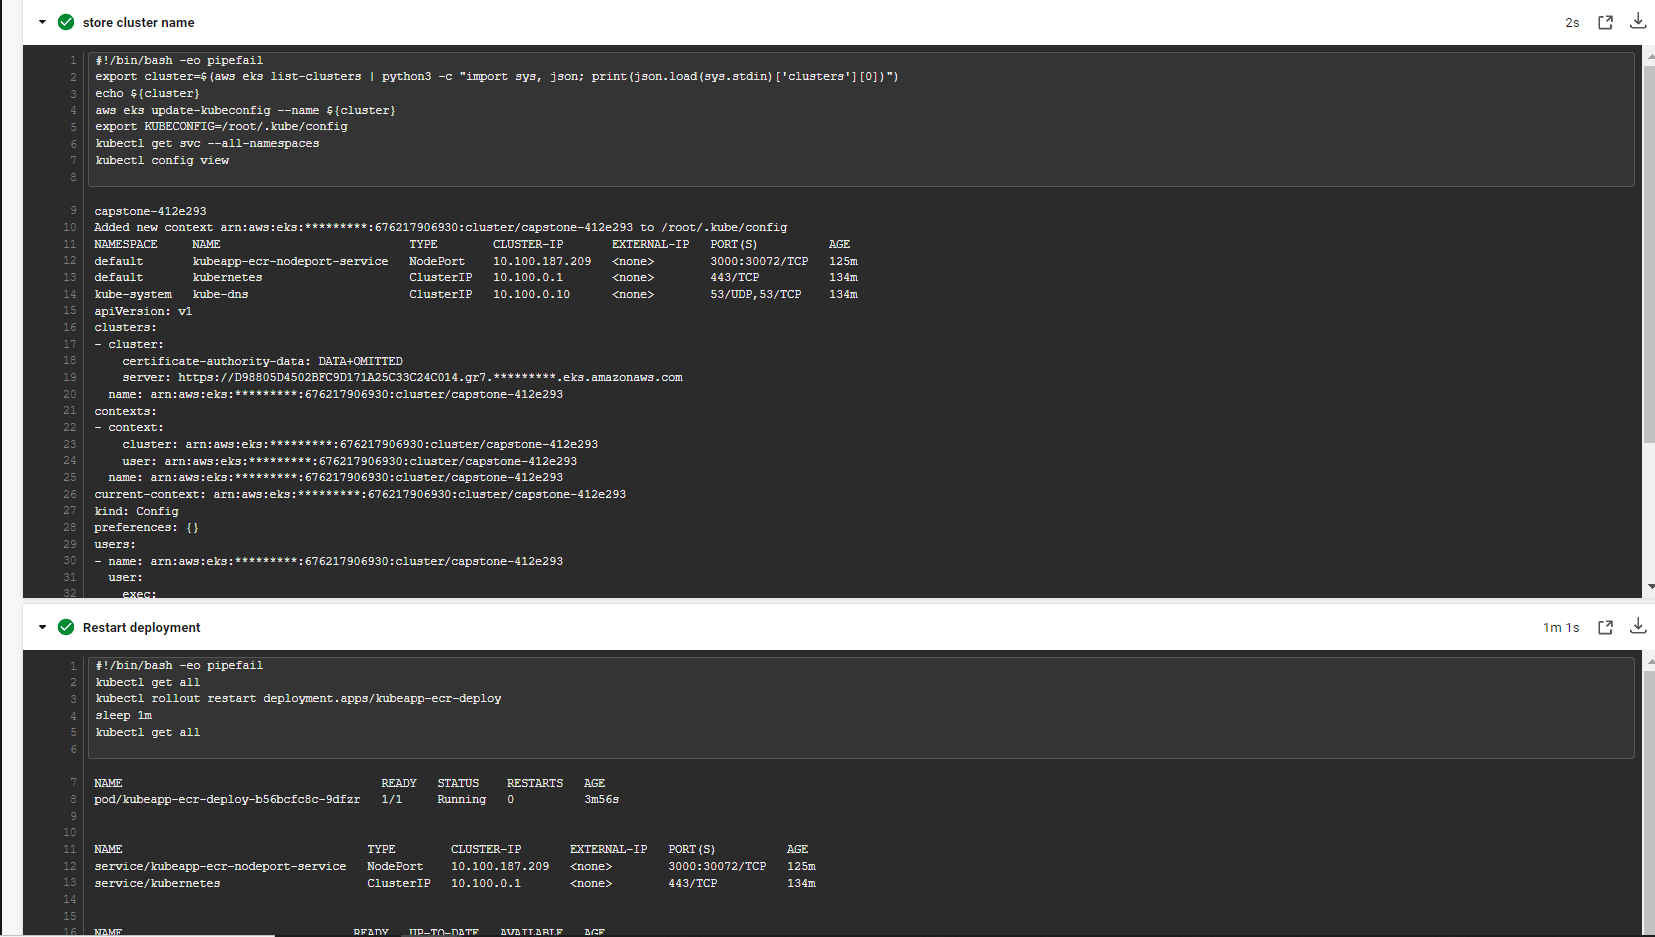 store cluster name
2s
1 #!/bin/bash -eo pipefail
2 export cluster=$(aws eks list-clusters | python3 -c "import sys, json; print(json.load(sys.stdin)['clusters'][0])")
3 echo ${cluster}
4 aws eks update-kubeconfig --name ${cluster}
5 export KUBECONFIG=/root/.kube/config
6 kubectl get svc --all-namespaces
7 kubectl config view
8
9 capstone-412e293
10 Added new context arn:aws:eks:*********:676217906930:cluster/capstone-412e293 to /root/.kube/config
11 NAMESPACE     NAME                           TYPE        CLUSTER-IP       EXTERNAL-IP   PORT(S)          AGE
12 default       kubeapp-ecr-nodeport-service   NodePort    10.100.187.209   <none>        3000:30072/TCP   125m
13 default       kubernetes                     ClusterIP   10.100.0.1       <none>        443/TCP          134m
14 kube-system   kube-dns                       ClusterIP   10.100.0.10      <none>        53/UDP,53/TCP    134m
15 apiVersion: v1
16 clusters:
17 - cluster:
18     certificate-authority-data: DATA+OMITTED
19     server: https://D98805D4502BFC9D171A25C33C24C014.gr7.*********.eks.amazonaws.com
20   name: arn:aws:eks:*********:676217906930:cluster/capstone-412e293
21 contexts:
22 - context:
23     cluster: arn:aws:eks:*********:676217906930:cluster/capstone-412e293
24     user: arn:aws:eks:*********:676217906930:cluster/capstone-412e293
25   name: arn:aws:eks:*********:676217906930:cluster/capstone-412e293
26 current-context: arn:aws:eks:*********:676217906930:cluster/capstone-412e293
27 kind: Config
28 preferences: {}
29 users:
30 - name: arn:aws:eks:*********:676217906930:cluster/capstone-412e293
31   user:
32     exec:
Restart deployment
1m 1s
1 #!/bin/bash -eo pipefail
2 kubectl get all
3 kubectl rollout restart deployment.apps/kubeapp-ecr-deploy
4 sleep 1m
5 kubectl get all
6
7 NAME                                     READY   STATUS    RESTARTS   AGE
8 pod/kubeapp-ecr-deploy-b56bcfc8c-9dfzr   1/1     Running   0          3m56s
9
10
11 NAME                                   TYPE        CLUSTER-IP       EXTERNAL-IP   PORT(S)          AGE
12 service/kubeapp-ecr-nodeport-service   NodePort    10.100.187.209   <none>        3000:30072/TCP   125m
13 service/kubernetes                     ClusterIP   10.100.0.1       <none>        443/TCP          134m
14
15
16 NAME                                 READY   UP-TO-DATE   AVAILABLE   AGE